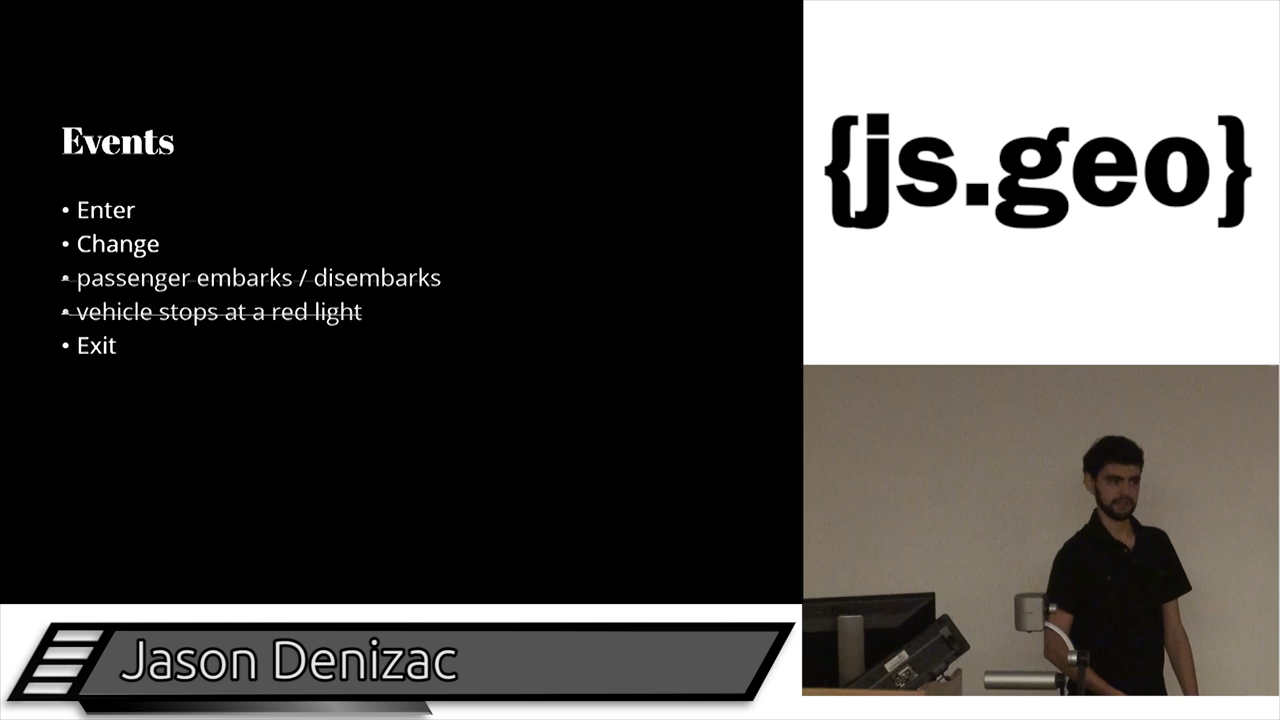 Events
• Enter
• Change
• passenger embarks / disembarks
• vehicle stops at a red light
• Exit
{js.geo}
Jason Denizac